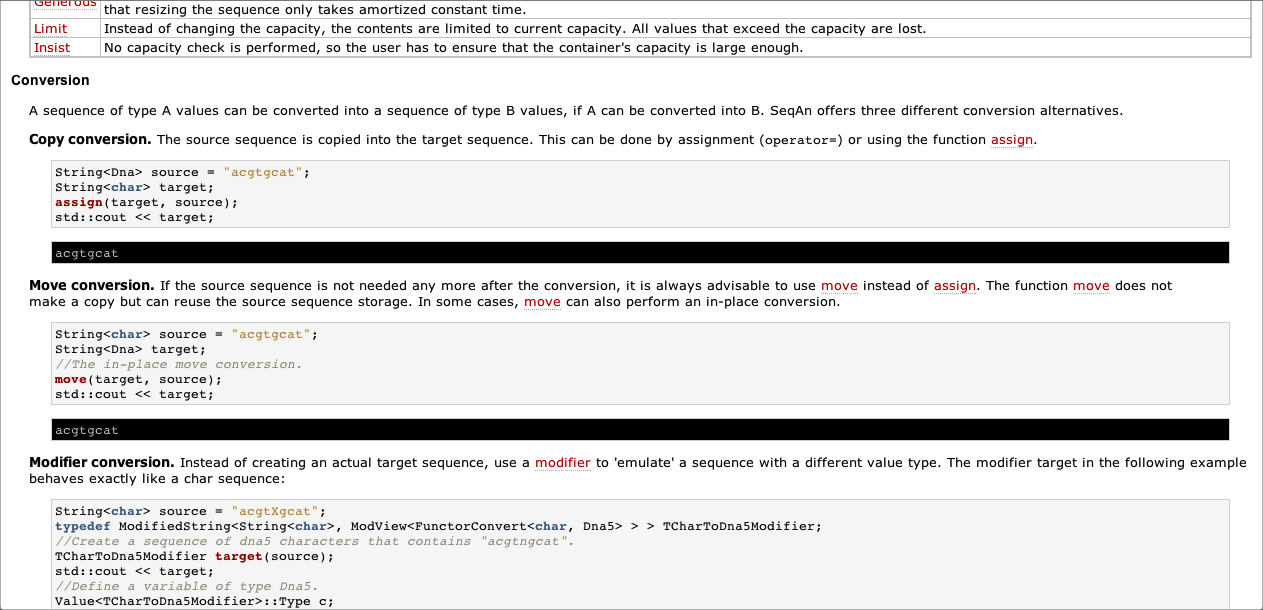 Generous
that resizing the sequence only takes amortized constant time.
Limit Instead of changing the capacity, the contents are limited to current capacity. All values that exceed the capacity are lost.
Insist No capacity check is performed, so the user has to ensure that the container's capacity is large enough.
Conversion
A sequence of type A values can be converted into a sequence of type B values, if A can be converted into B. SeqAn offers three different conversion alternatives.
Copy conversion. The source sequence is copied into the target sequence. This can be done by assignment (operator=) or using the function assign.
String<Dna> source = "acgtgcat";
String<char> target;
assign(target, source);
std::cout << target;
acgtgcat
Move conversion. If the source sequence is not needed any more after the conversion, it is always advisable to use move instead of assign. The function move does not
make a copy but can reuse the source sequence storage. In some cases, move can also perform an in-place conversion.
String<char> source = "acgtgcat";
String<Dna> target;
//The in-place move conversion.
move(target, source);
std::cout << target;
acgtgcat
Modifier conversion. Instead of creating an actual target sequence, use a modifier to 'emulate' a sequence with a different value type. The modifier target in the following example
behaves exactly like a char sequence:
String<char> source = "acgtXgcat";
typedef ModifiedString<String<char>, ModView<FunctorConvert<char, Dna5> > > TCharToDna5Modifier;
//Create a sequence of dna5 characters that contains "acgtngcat".
TCharToDna5Modifier target(source);
std::cout << target;
//Define a variable of type Dna5.
Value<TCharToDna5Modifier>::Type c;